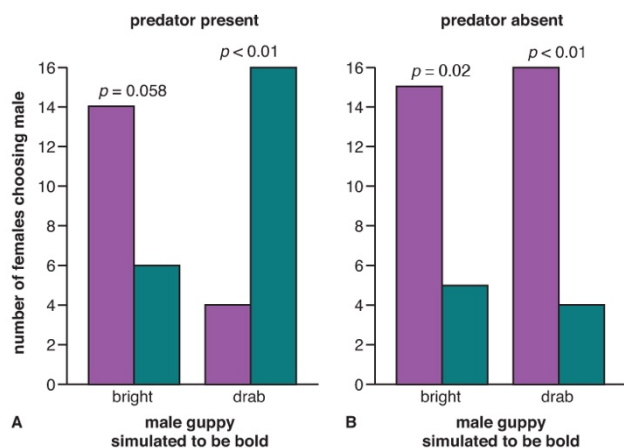 predator present
predator absent
number of females choosing male
16
14
12
10
8
6
4
2
0
p = 0.058
p < 0.01
bright
drab
A
male guppy
simulated to be bold
16
14
12
10
8
6
4
2
0
p = 0.02
p < 0.01
bright
drab
B
male guppy
simulated to be bold